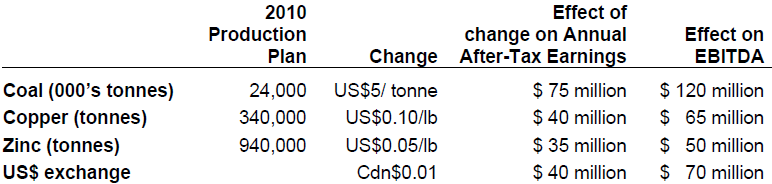 2010 Effect of
Production change on Annual Effect on
Plan Change After-Tax Earnings EBITDA
Coal (000's tonnes) 24,000 US$5/ tonne $ 75 million $ 120 million
Copper (tonnes) 340,000 US$0.10/lb $ 40 million $ 65 million
Zinc (tonnes) 940,000 US$0.05/lb $ 35 million $ 50 million
US$ exchange Cdn$0.01 $ 40 million $ 70 million